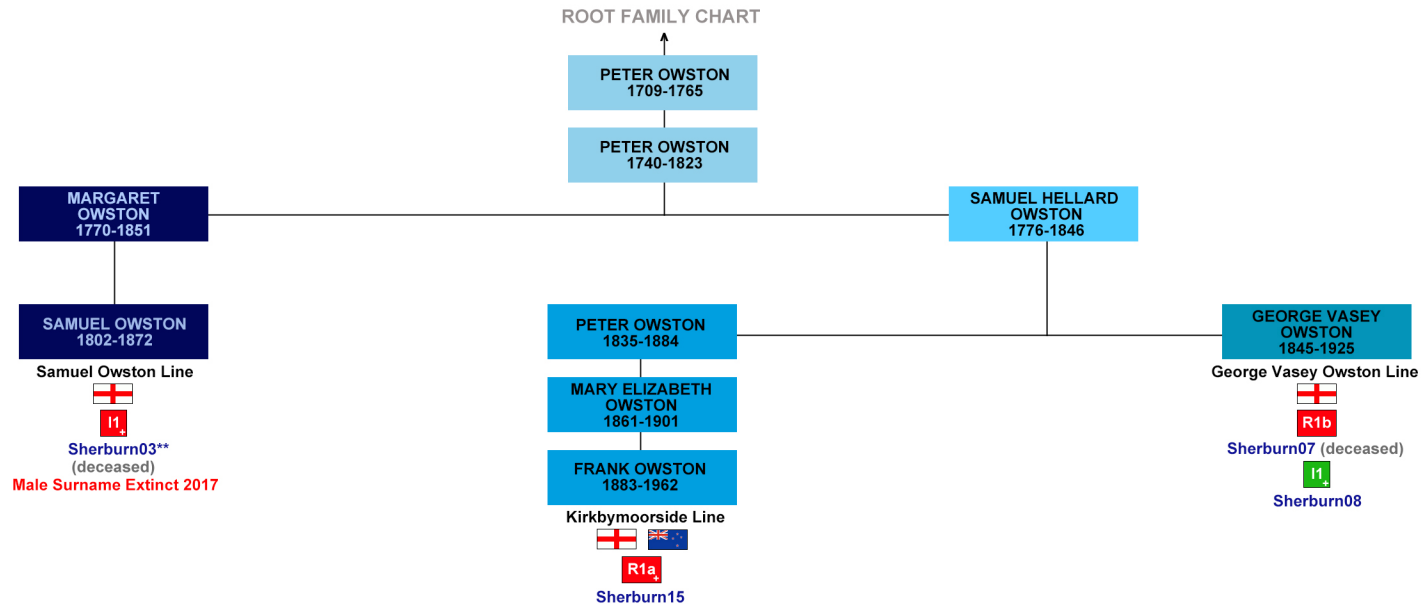 ROOT FAMILY CHART
PETER OWSTON
1709-1765
PETER OWSTON
1740-1823
MARGARET
OWSTON
1770-1851
SAMUEL HELLARD
OWSTON
1776-1846
SAMUEL OWSTON
1802-1872
Samuel Owston Line
I1+
Sherburn03**
(deceased)
Male Surname Extinct 2017
PETER OWSTON
1835-1884
MARY ELIZABETH
OWSTON
1861-1901
FRANK OWSTON
1883-1962
Kirkbymoorside Line
R1a+
Sherburn15
GEORGE VASEY
OWSTON
1845-1925
George Vasey Owston Line
R1b
Sherburn07 (deceased)
I1+
Sherburn08